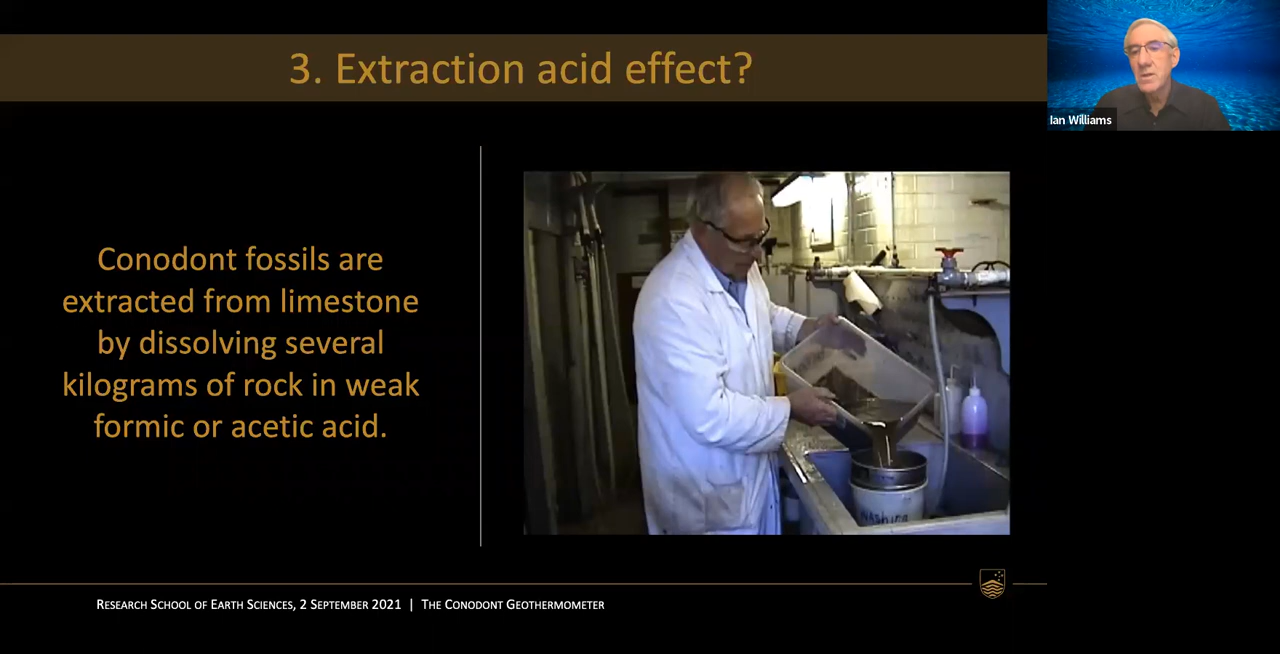 3. Extraction acid effect?
Ian Williams
Conodont fossils are
extracted from limestone
by dissolving several
kilograms of rock in weak
formic or acetic acid.
WASHING
RESEARCH SCHOOL OF EARTH SCIENCES, 2 SEPTEMBER 2021 | THE CONODONT GEOTHERMOMETER